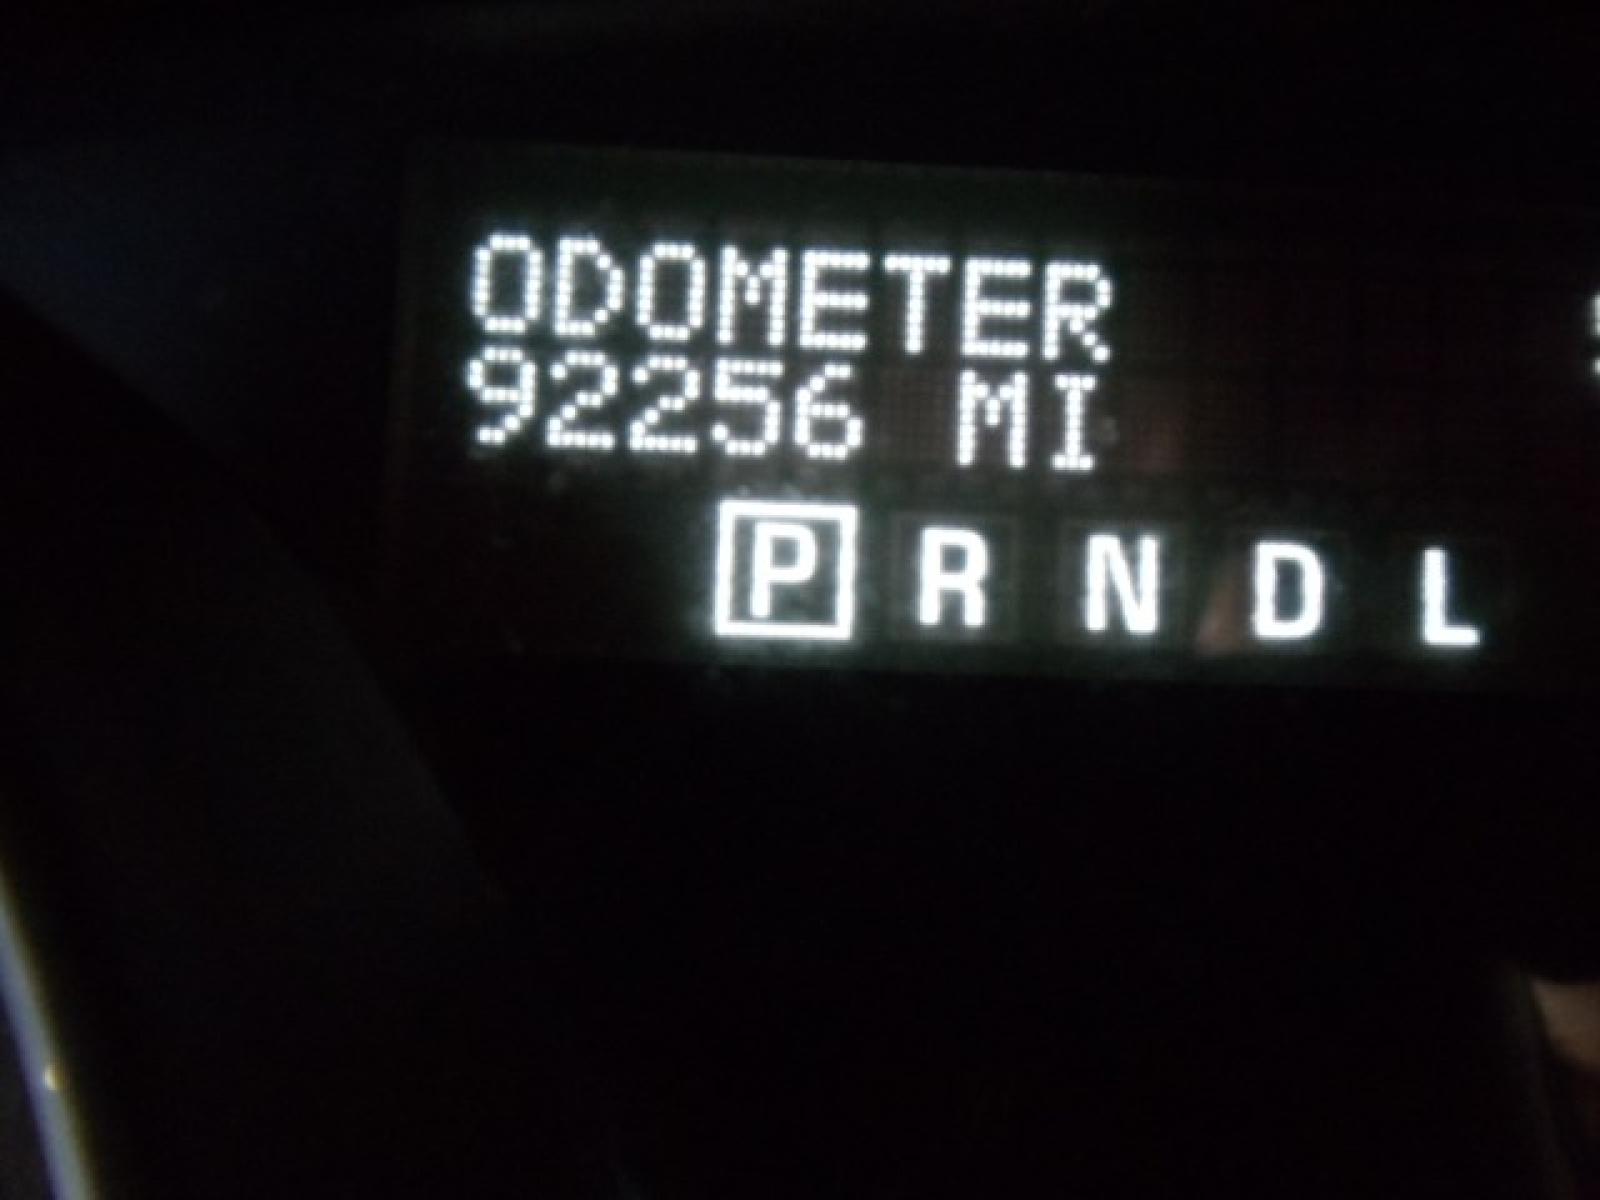 ODOMETER
92256 MI
P R N D L